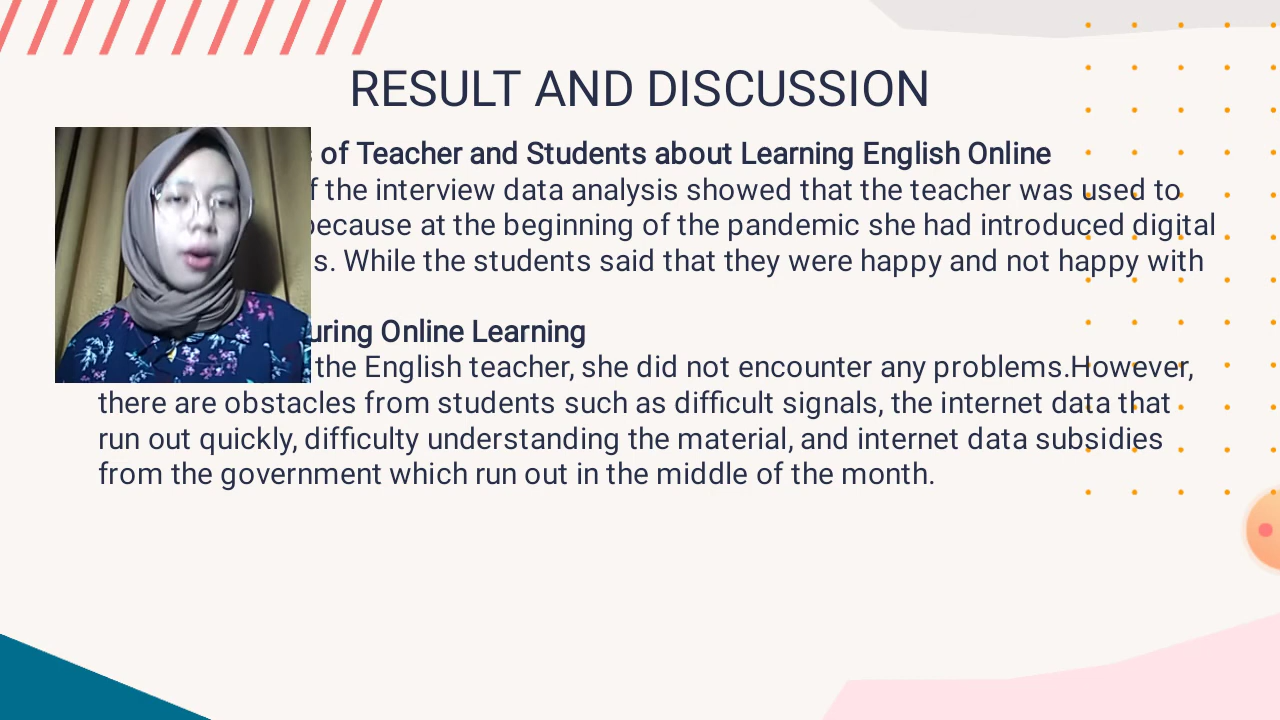 RESULT AND DISCUSSION
of Teacher and Students about Learning English Online
the interview data analysis showed that the teacher was used to
because at the beginning of the pandemic she had introduced digital
While the students said that they were happy and not happy with
Online Learning
the English teacher, she did not encounter any problems.However,
there are obstacles from students such as difficult signals, the internet data that
run out quickly, difficulty understanding the material, and internet data subsidies
from the government which run out in the middle of the month.